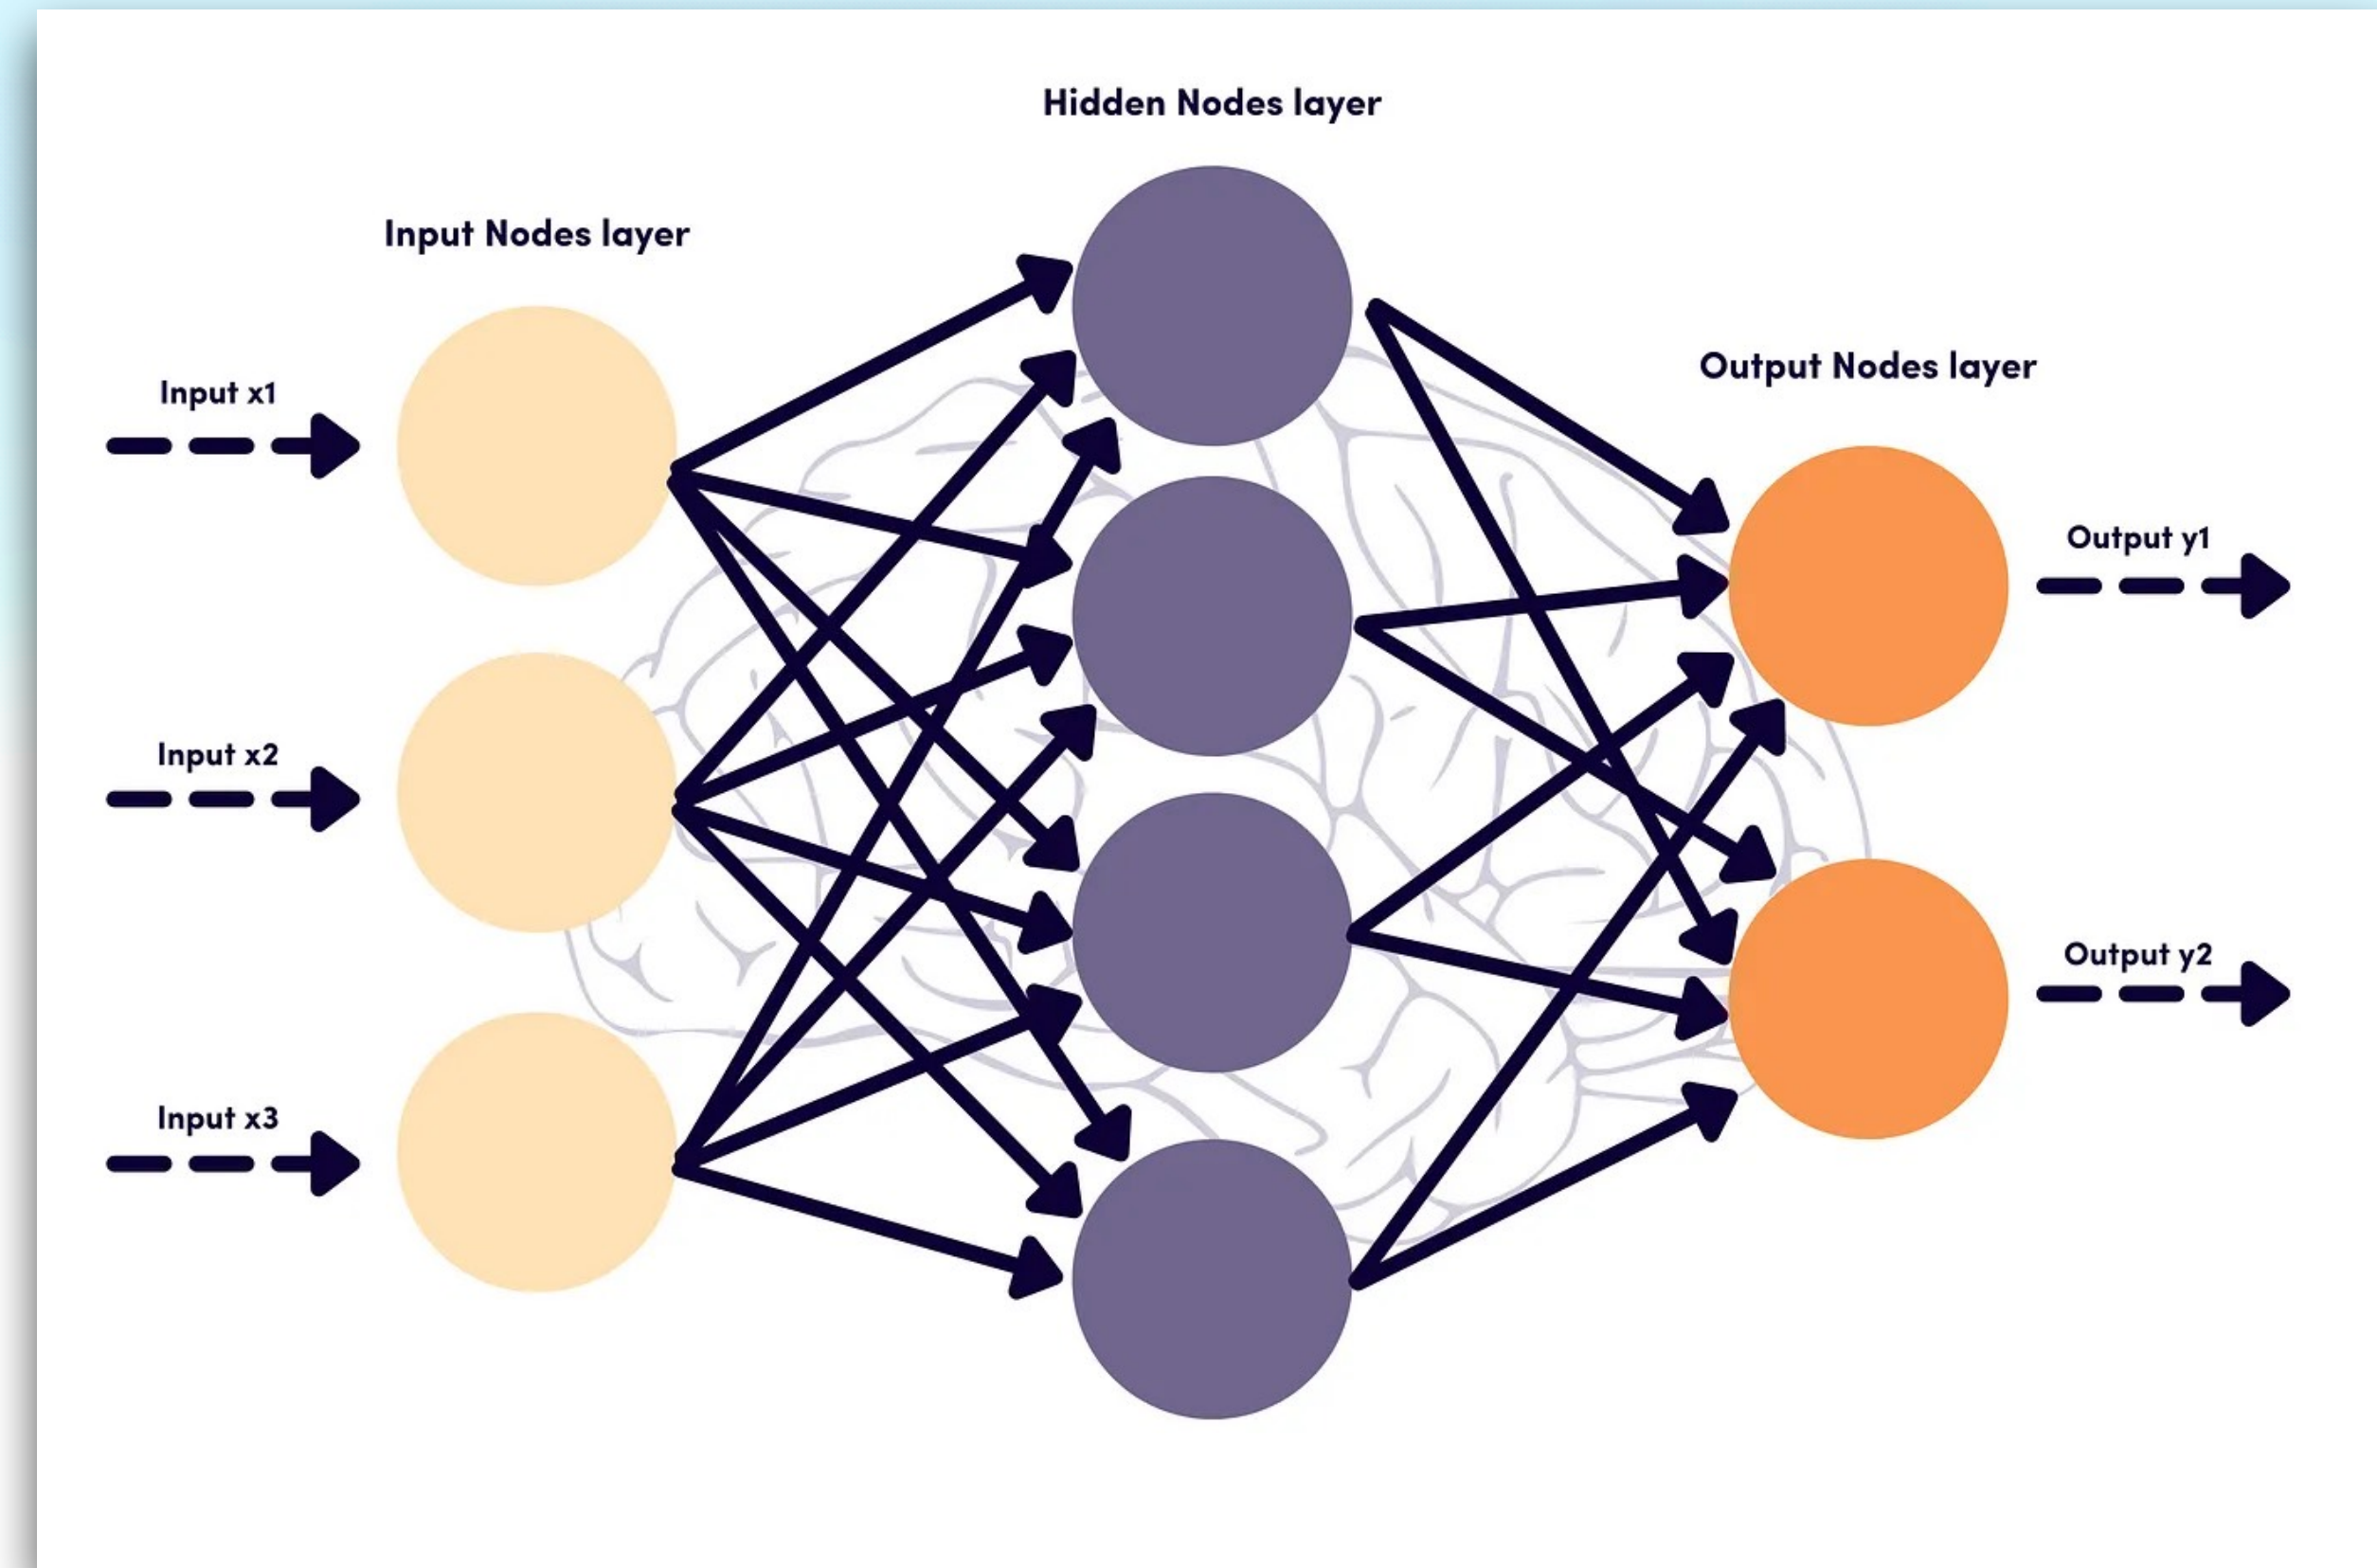 Hidden Nodes layer
Input Nodes layer
Output Nodes layer
Input x1
Output y1
Input x2
Output y2
Input x3